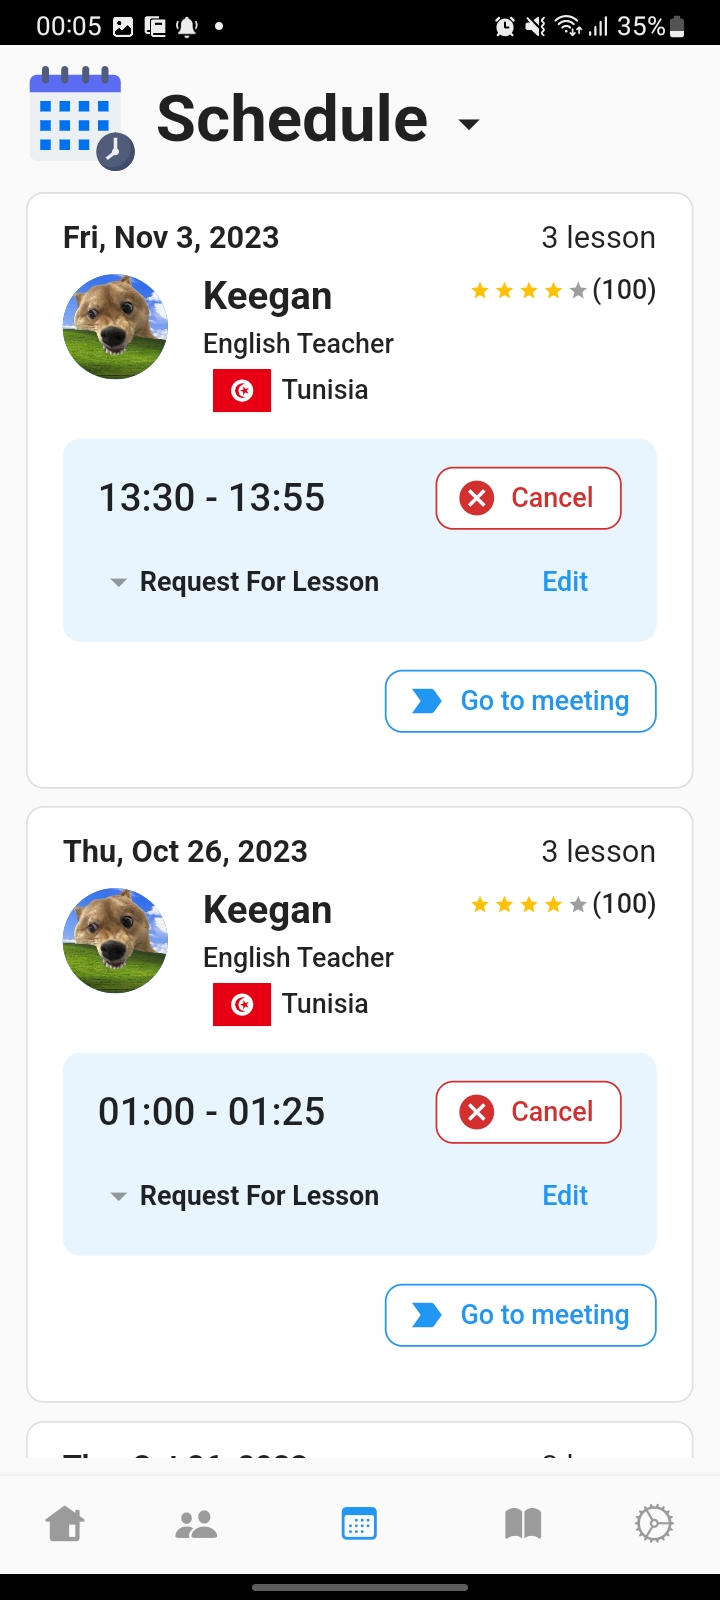 00:05 35%
Schedule
Fri, Nov 3, 2023 3 lesson
Keegan (100)
English Teacher
Tunisia
13:30 - 13:55 Cancel
Request For Lesson Edit
Go to meeting
Thu, Oct 26, 2023 3 lesson
Keegan (100)
English Teacher
Tunisia
01:00 - 01:25 Cancel
Request For Lesson Edit
Go to meeting